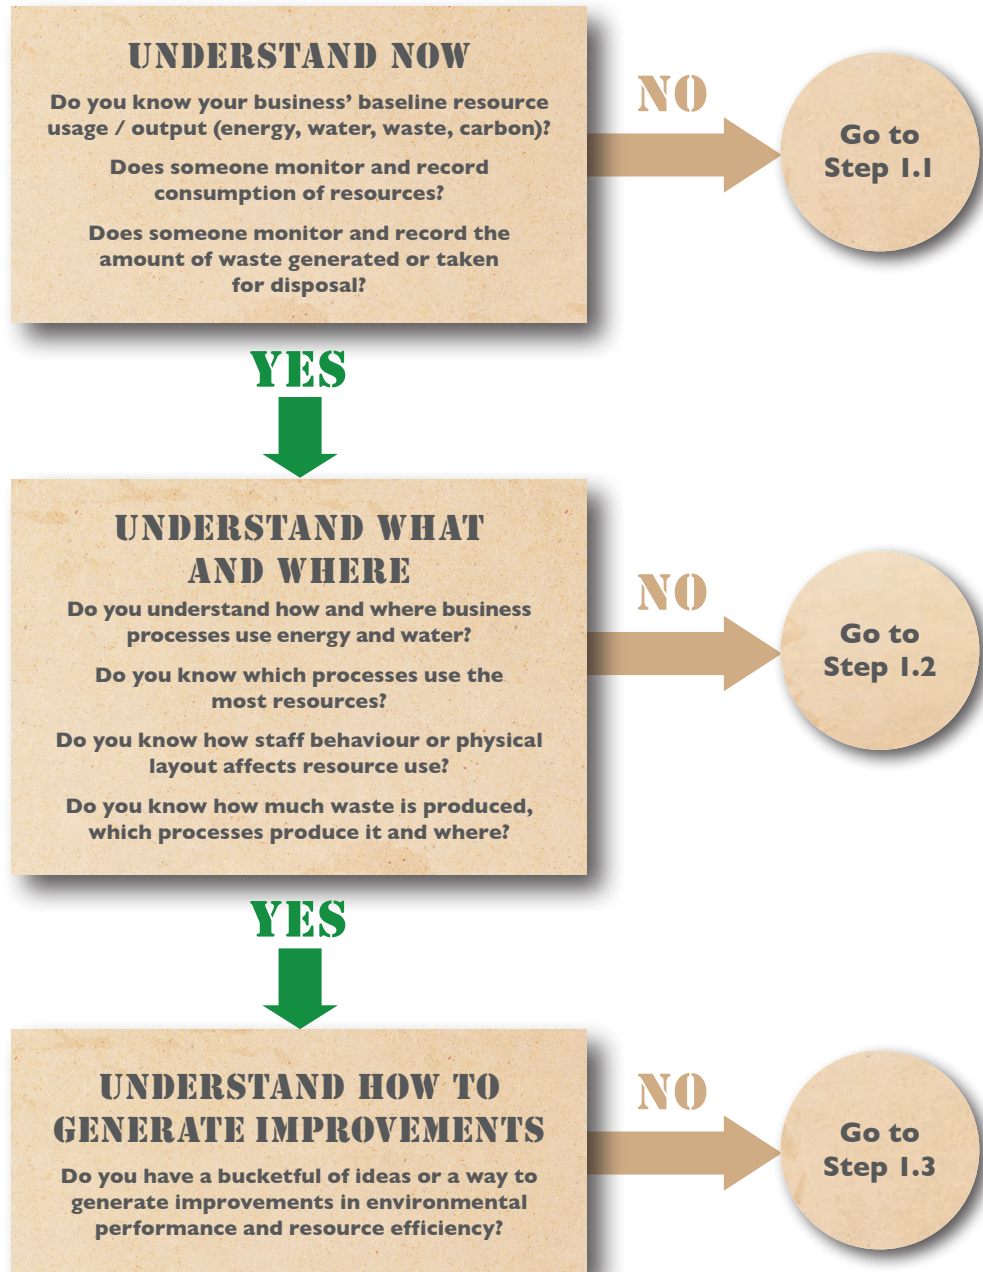 UNDERSTAND NOW
Do you know your business’ baseline resource
usage / output (energy, water, waste, carbon)?
Does someone monitor and record
consumption of resources?
Does someone monitor and record the
amount of waste generated or taken
for disposal?
NO
Go to
Step 1.1
YES
UNDERSTAND WHAT
AND WHERE
Do you understand how and where business
processes use energy and water?
Do you know which processes use the
most resources?
Do you know how staff behaviour or physical
layout affects resource use?
Do you know how much waste is produced,
which processes produce it and where?
NO
Go to
Step 1.2
YES
UNDERSTAND HOW TO
GENERATE IMPROVEMENTS
Do you have a bucketful of ideas or a way to
generate improvements in environmental
performance and resource efficiency?
NO
Go to
Step 1.3